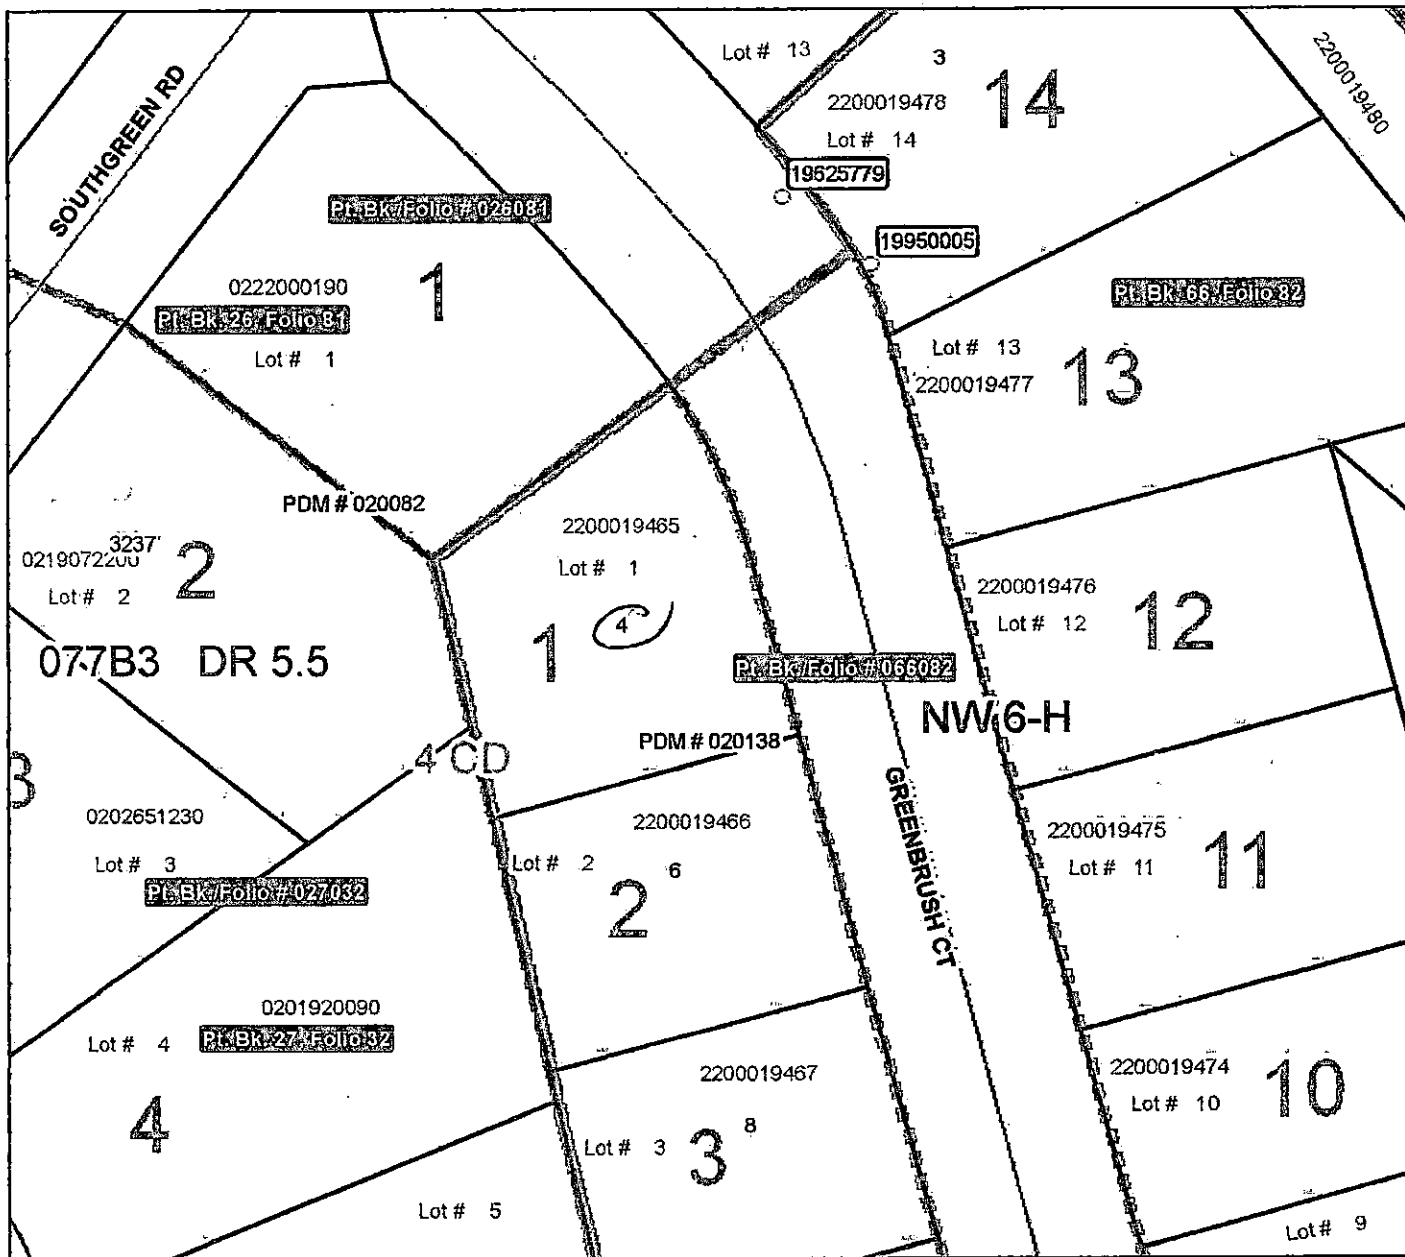 Lot # 13
3
14
2200019478
Lot # 14
2200019480
SOUTHGREEN RD
19625779
Pt. Bk/Folio # 026081
19950005
0222000190
1
Pt. Bk. 26, Folio 81
Lot # 1
Pt. Bk. 66, Folio 82
Lot # 13
13
2200019477
PDM # 020082
2200019465
3237
0219072200
2
Lot # 1
Lot # 2
2200019476
12
Lot # 12
4
1
077B3 DR 5.5
Pt. Bk/Folio # 066082
NW 6-H
PDM # 020138
4 CD
3
GREENBRUSH CT
0202651230
2200019466
2200019475
Lot # 3
Lot # 2
6
2
Lot # 11
11
Pt. Bk/Folio # 027032
0201920090
Lot # 4
Pt. Bk. 27, Folio 32
4
2200019467
2200019474
10
Lot # 10
8
Lot # 3
3
Lot # 5
Lot # 9